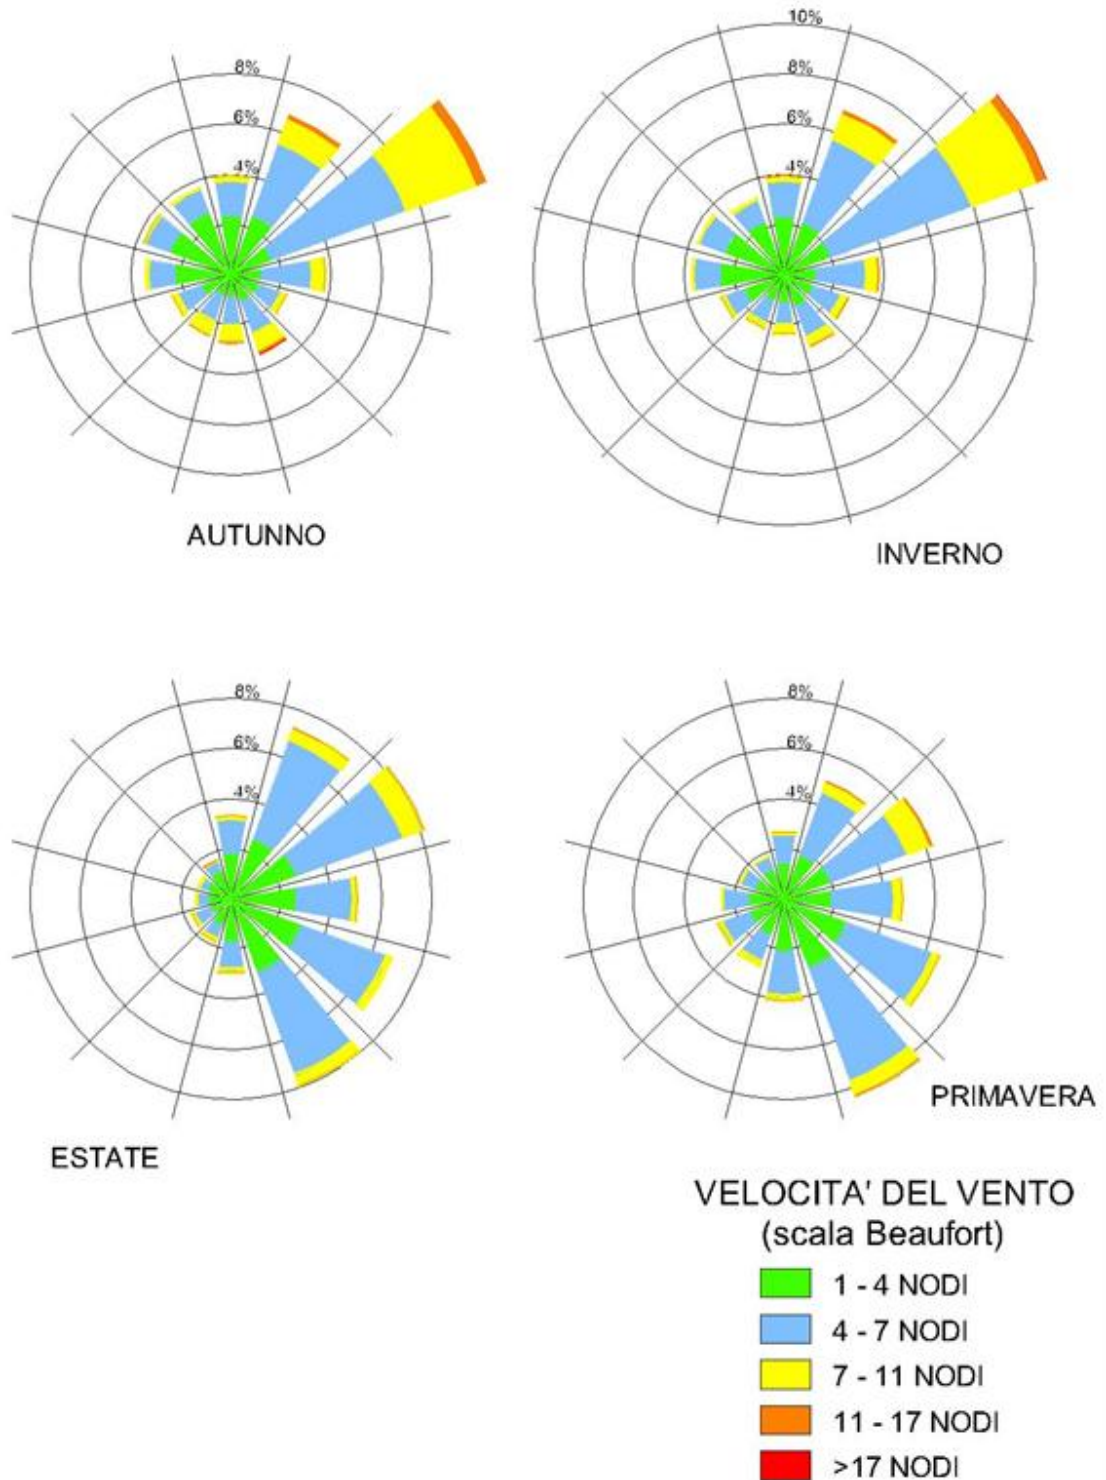 10%
8%
6%
4%
8%
6%
4%
AUTUNNO
INVERNO
8%
6%
4%
8%
6%
4%
PRIMAVERA
ESTATE
VELOCITA' DEL VENTO
(scala Beaufort)
1 - 4 NODI
4 - 7 NODI
7 - 11 NODI
11 - 17 NODI
>17 NODI